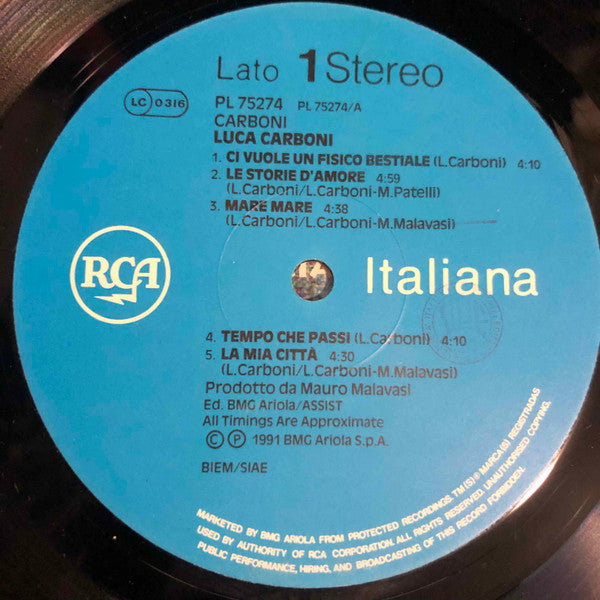 Lato 1 Stereo
LC 0316
PL 75274 PL 75274/A
CARBONI
LUCA CARBONI
1. CI VUOLE UN FISICO BESTIALE (L.Carboni) 4:10
2. LE STORIE D'AMORE 4:59
(L.Carboni/L.Carboni-M.Patelli)
3. MARE MARE 4:38
(L.Carboni/L.Carboni-M.Malavasi)
RCA Italiana
4. TEMPO CHE PASSI (L.Carboni) 4:10
5. LA MIA CITTÀ 4:30
(L.Carboni/L.Carboni-M.Malavasi)
Prodotto da Mauro Malavasi
Ed. BMG Ariola/ASSIST
All Timings Are Approximate
© ℗ 1991 BMG Ariola S.p.A.
BIEM/SIAE
MARKETED BY BMG ARIOLA FROM PROTECTED RECORDINGS. TM(S)® MARCA(S) REGISTRADAS
USED BY AUTHORITY OF RCA CORPORATION. ALL RIGHTS RESERVED. UNAUTHORISED COPYING,
PUBLIC PERFORMANCE, HIRING, AND BROADCASTING OF THIS RECORD FORBIDDEN.